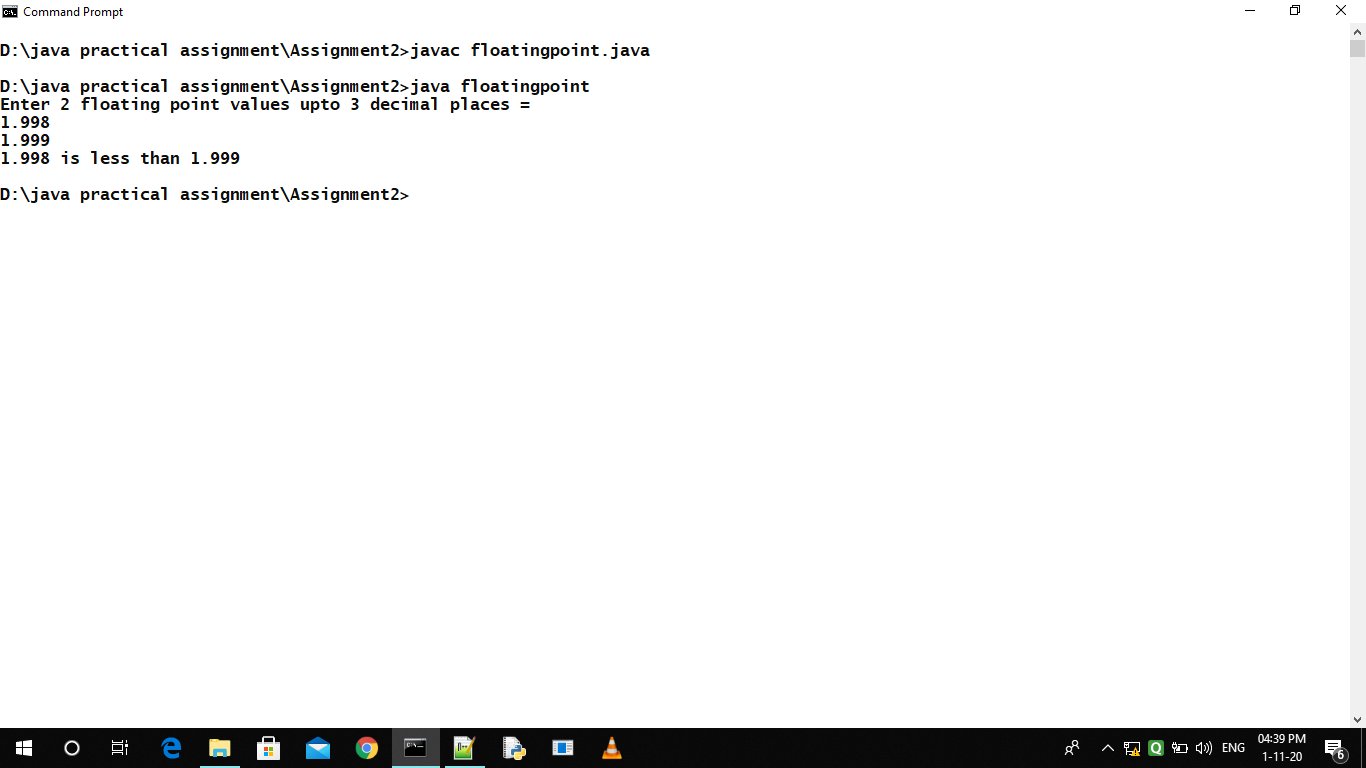 Command Prompt
D:\java practical assignment\Assignment2>javac floatingpoint.java
D:\java practical assignment\Assignment2>java floatingpoint
Enter 2 floating point values upto 3 decimal places =
1.998
1.999
1.998 is less than 1.999
D:\java practical assignment\Assignment2>
ENG
04:39 PM
1-11-20
6